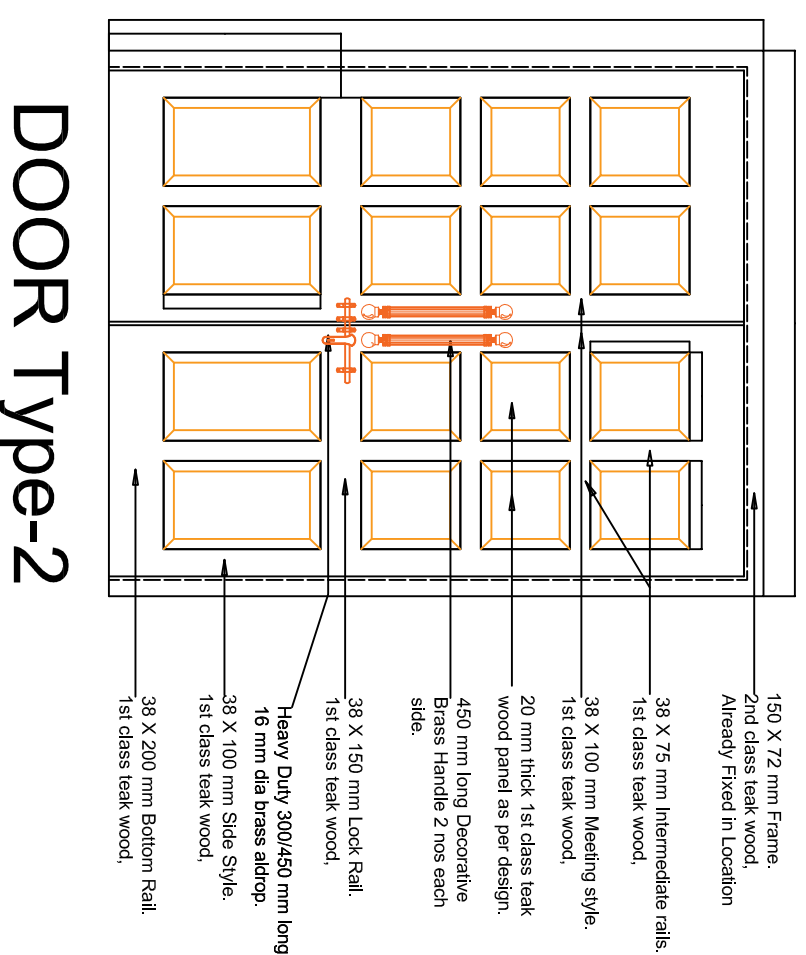 150 X 72 mm Frame.
2nd class teak wood,
Already Fixed in Location
38 X 75 mm Intermediate rails.
1st class teak wood,
38 X 100 mm Meeting style.
1st class teak wood,
20 mm thick 1st class teak
wood panel as per design.
450 mm long Decorative
Brass Handle 2 nos each
side.
38 X 150 mm Lock Rail.
1st class teak wood,
Heavy Duty 300/450 mm long
16 mm dia brass aldrop.
38 X 100 mm Side Style.
1st class teak wood,
38 X 200 mm Bottom Rail.
1st class teak wood,
DOOR Type-2